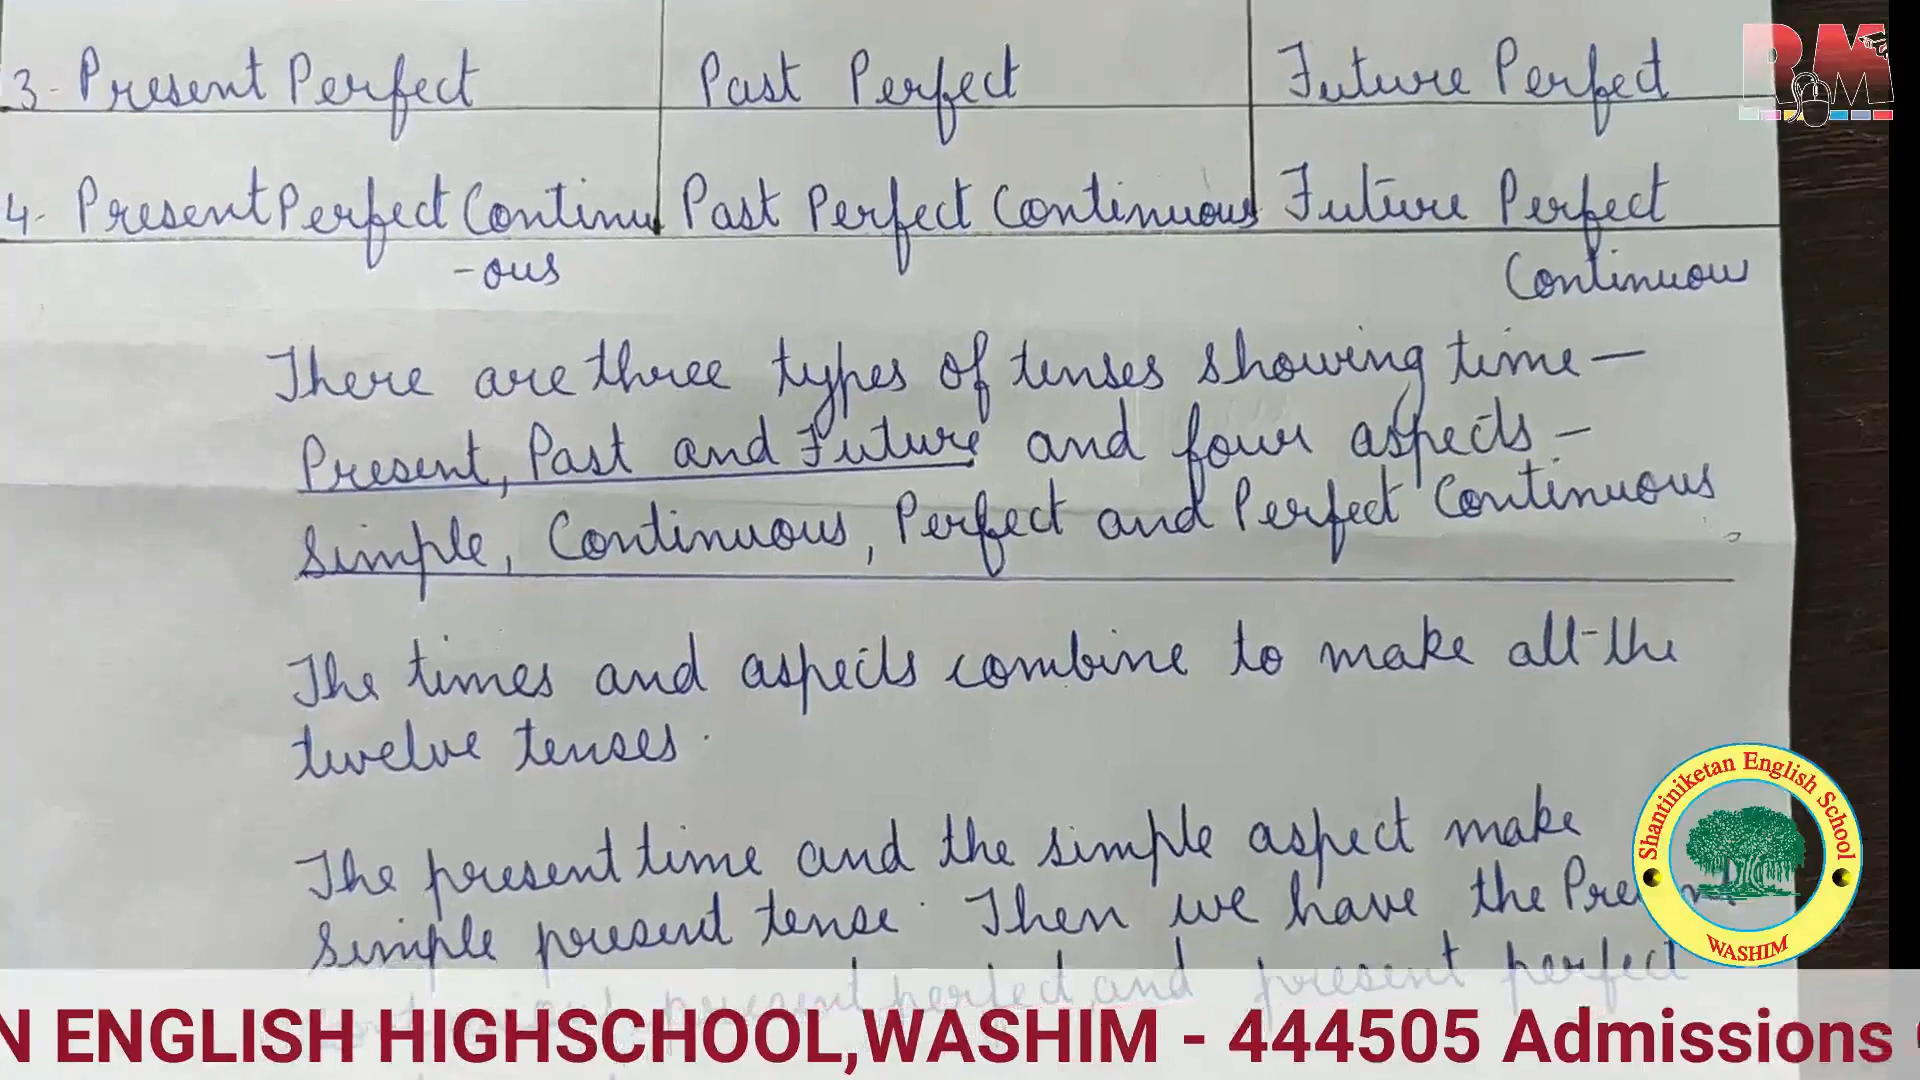 3. Present Perfect Past Perfect Future Perfect
4. Present Perfect Continu Past Perfect Continuous Future Perfect
-ous Continuous
There are three types of tenses showing time —
Present, Past and Future and four aspects —
Simple, Continuous, Perfect and Perfect Continuous
The times and aspects combine to make all the
twelve tenses.
The present time and the simple aspect make
Simple present tense. Then we have the
present perfect and present perfect
RM
Shantiniketan English School
WASHIM
N ENGLISH HIGHSCHOOL,WASHIM - 444505 Admissions